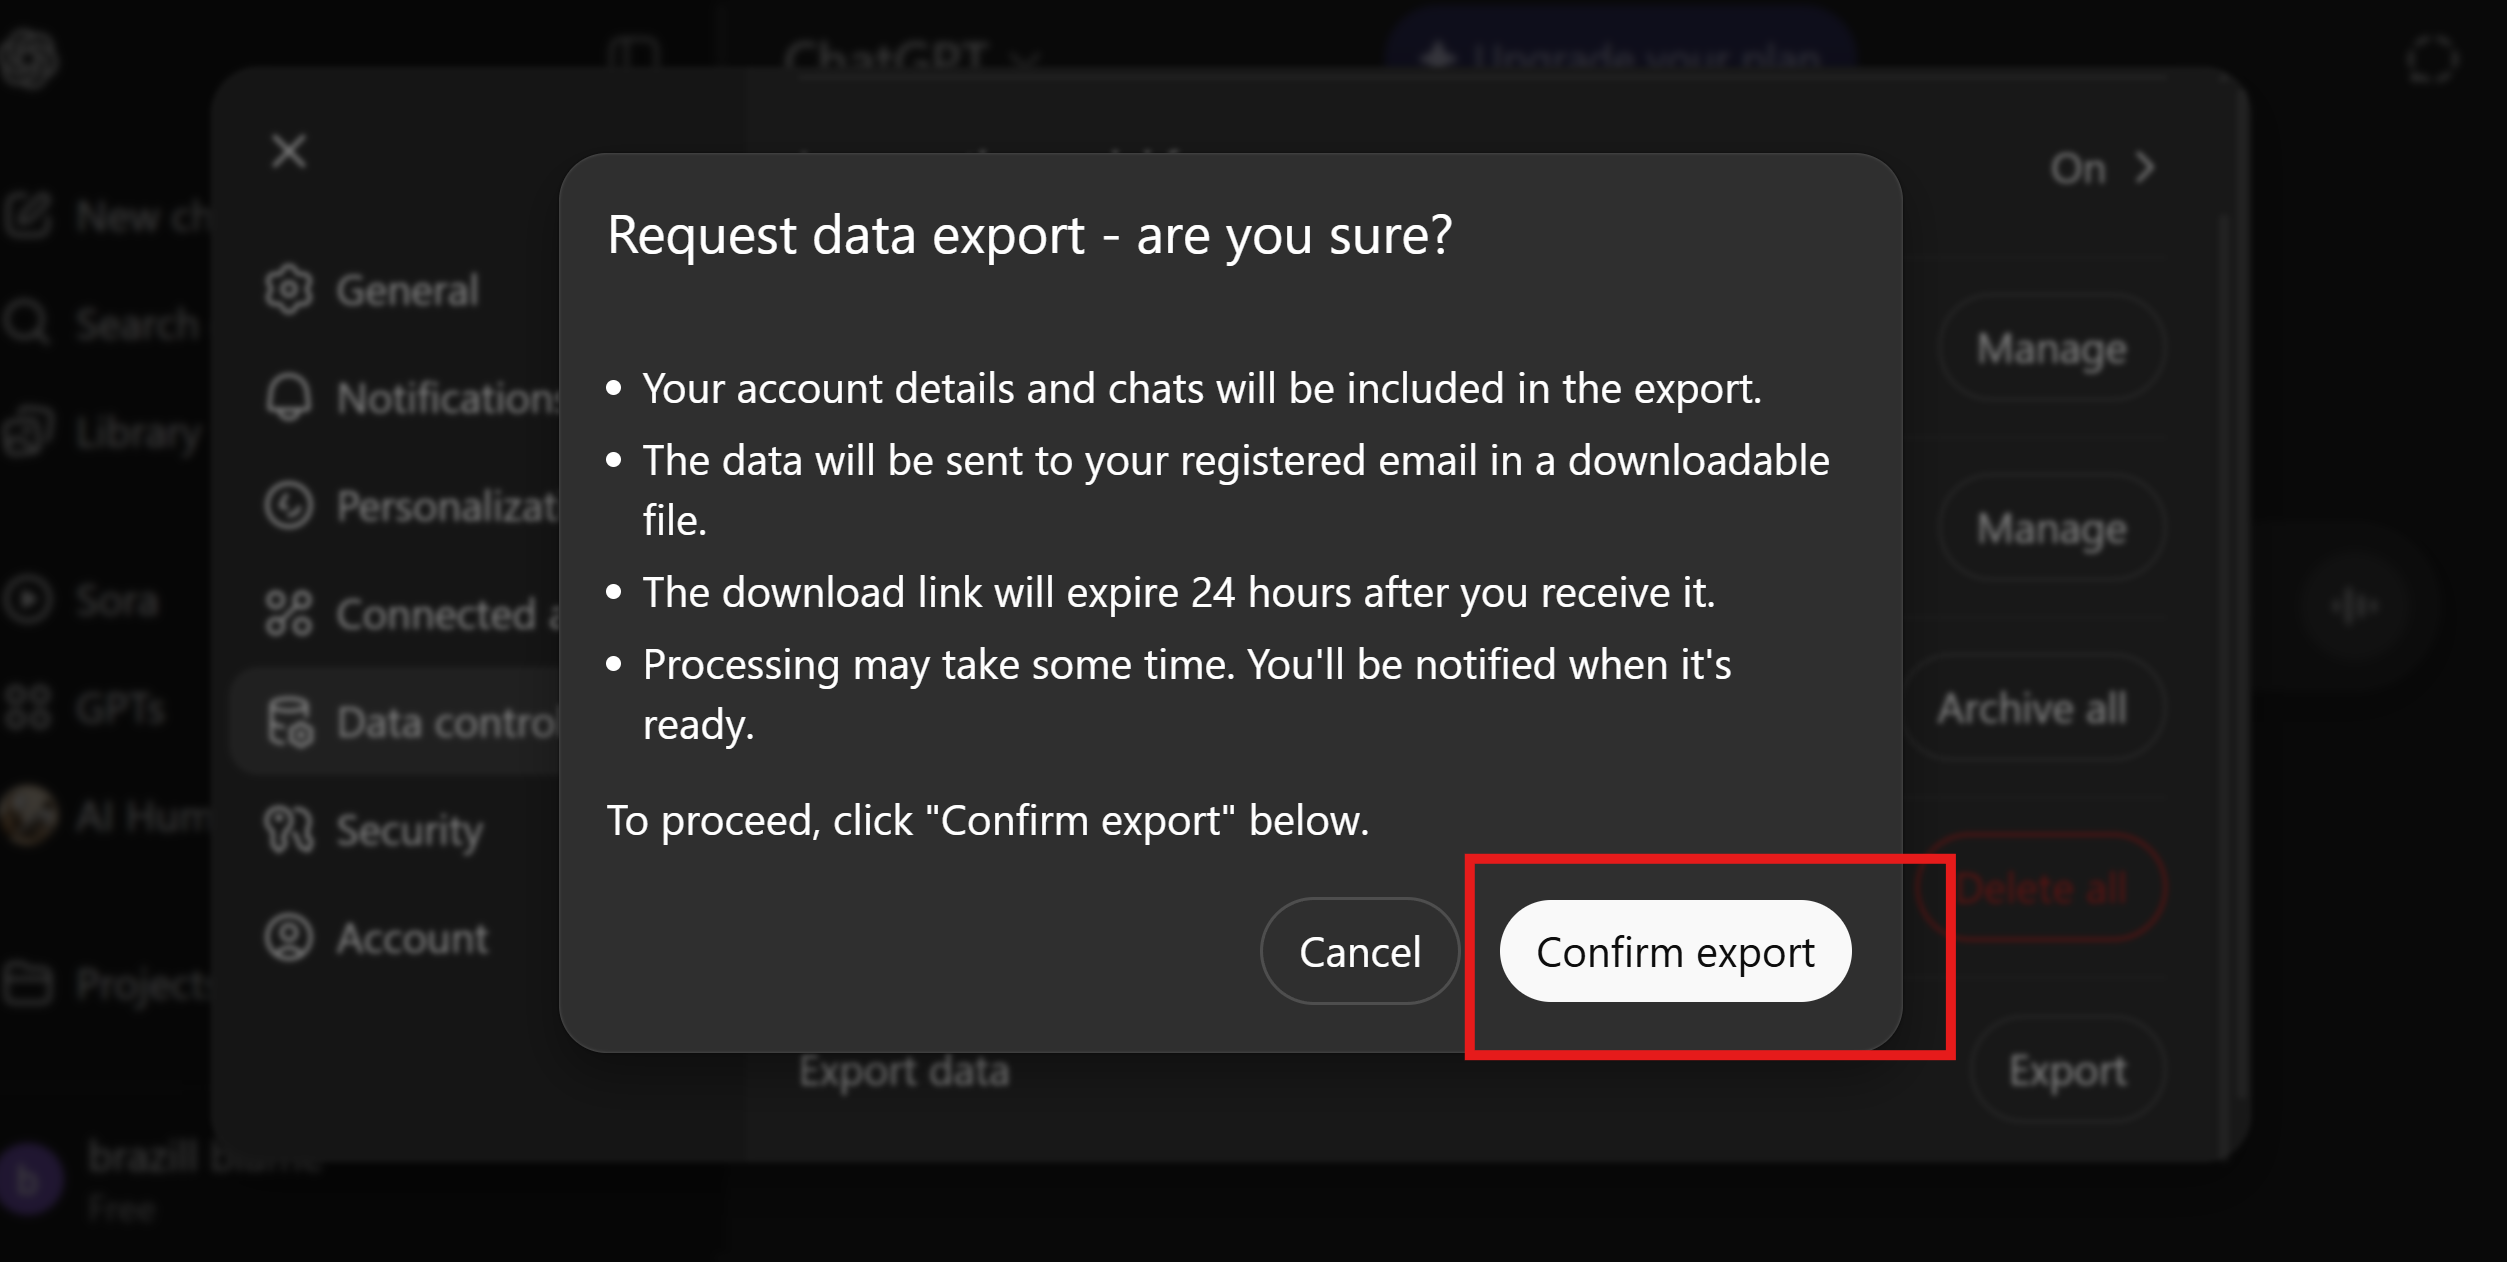 ChatGPT
Upgrade your plan
On
Request data export - are you sure?
New ch
General
Your account details and chats will be included in the export.
Manage
Search
Notifications
The data will be sent to your registered email in a downloadable
file.
Library
Personalizat
Manage
The download link will expire 24 hours after you receive it.
Sora
Connected a
Processing may take some time. You'll be notified when it's
ready.
GPTs
Data control
Archive all
AI Hum
Security
To proceed, click "Confirm export" below.
Delete all
Account
Cancel
Confirm export
Projects
Export data
Export
b
brazill
Free